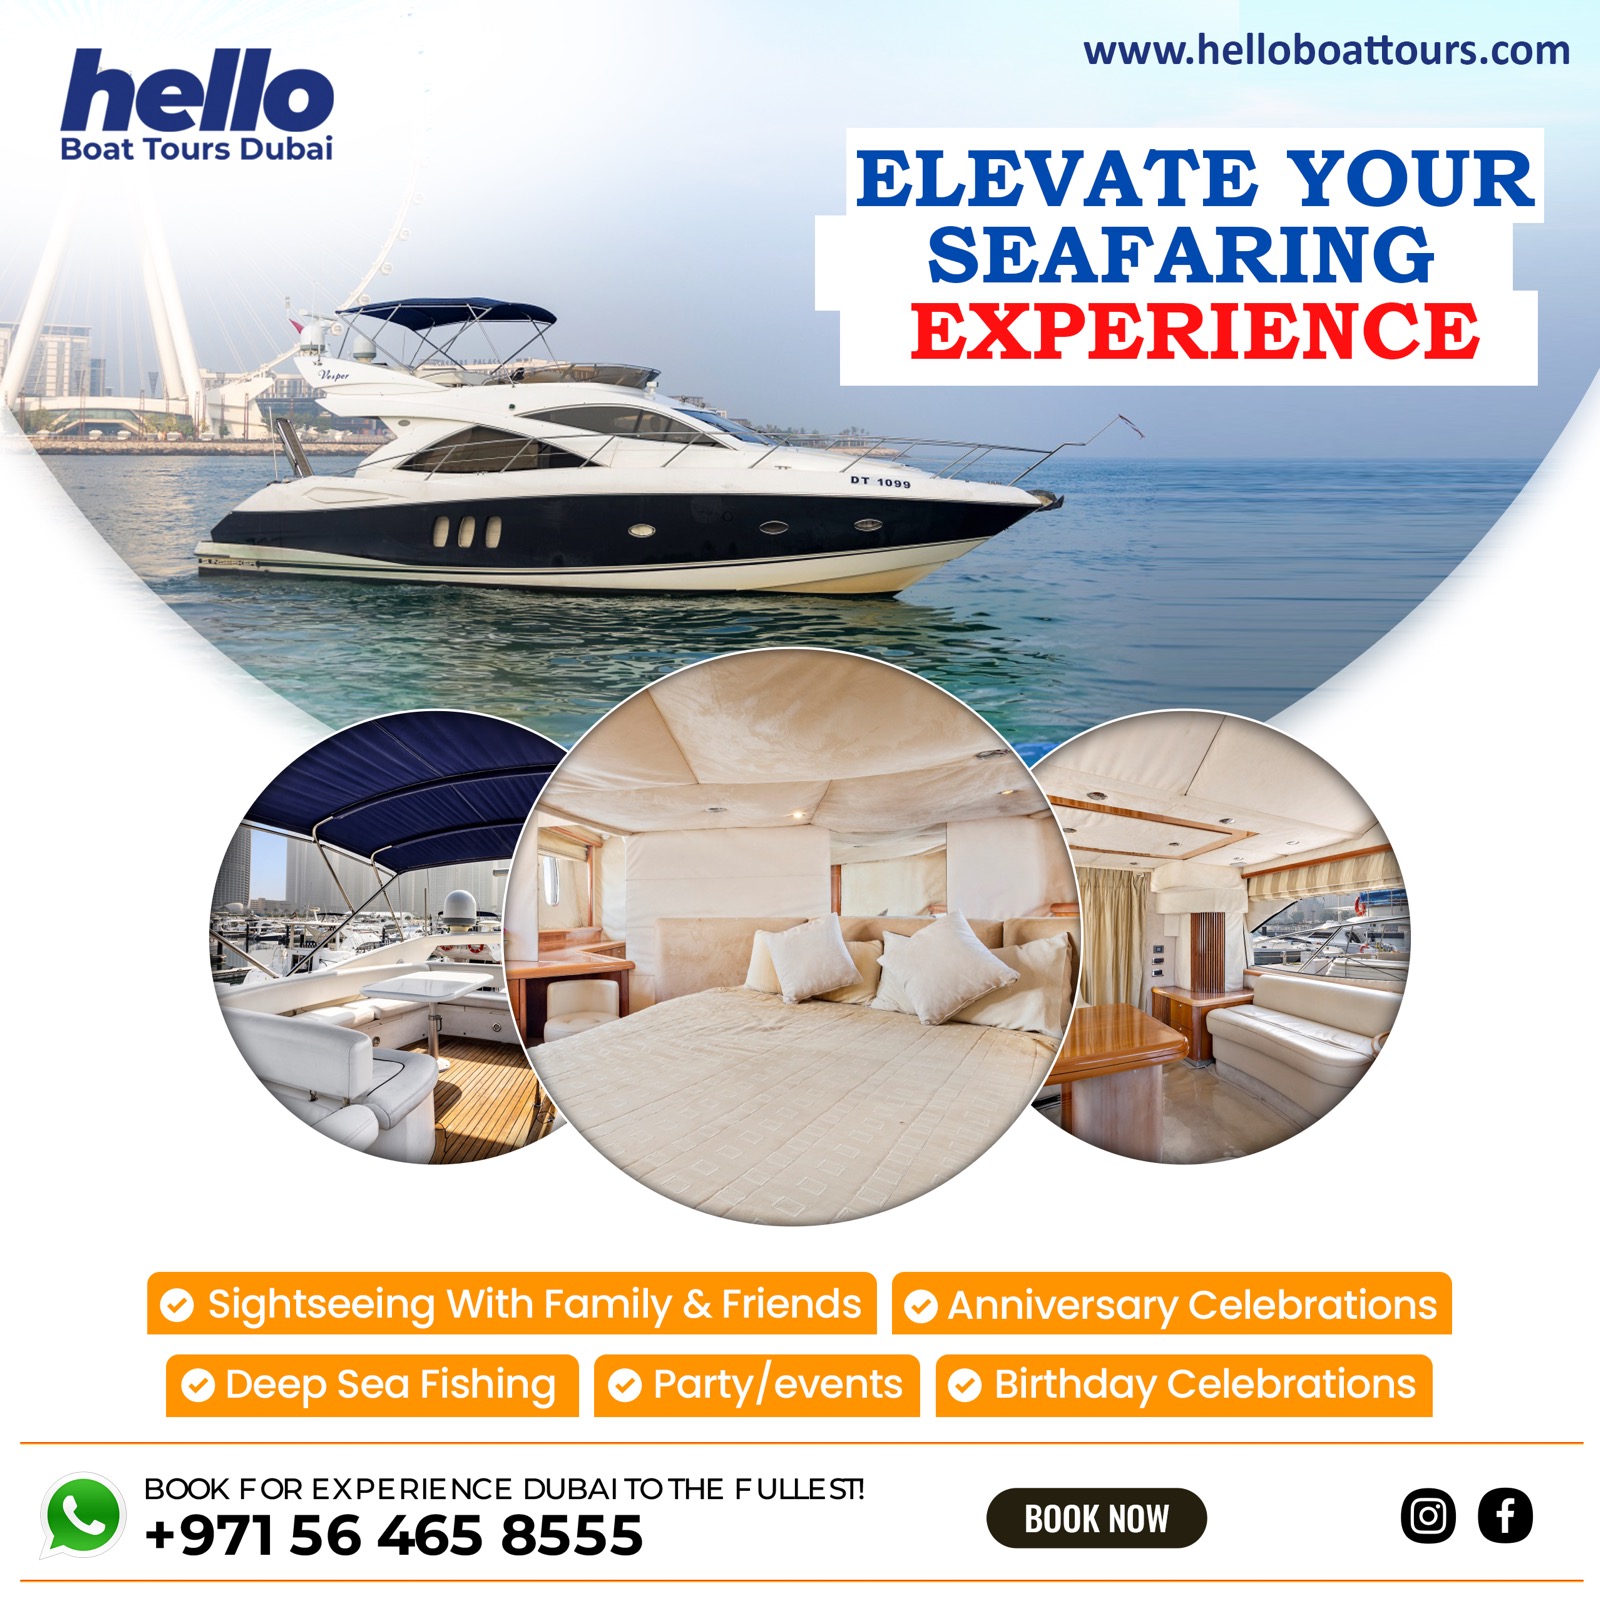 hello
Boat Tours Dubai
www.helloboattours.com
ELEVATE YOUR
SEAFARING
EXPERIENCE
Vesper
DT 1099
SUNSEEKER
Sightseeing With Family & Friends
Anniversary Celebrations
Deep Sea Fishing
Party/events
Birthday Celebrations
BOOK FOR EXPERIENCE DUBAI TO THE FULLEST!
+971 56 465 8555
BOOK NOW